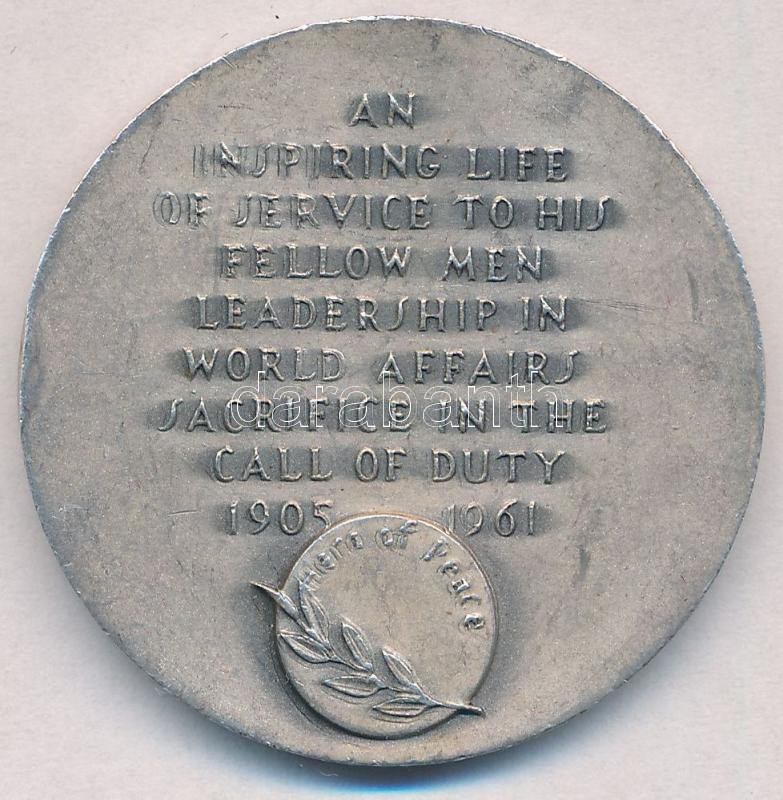 AN
INSPIRING LIFE
OF SERVICE TO HIS
FELLOW MEN
LEADERSHIP IN
WORLD AFFAIRS
SACRIFICE IN THE
CALL OF DUTY
1905 1961
Hero of Peace
darabanth